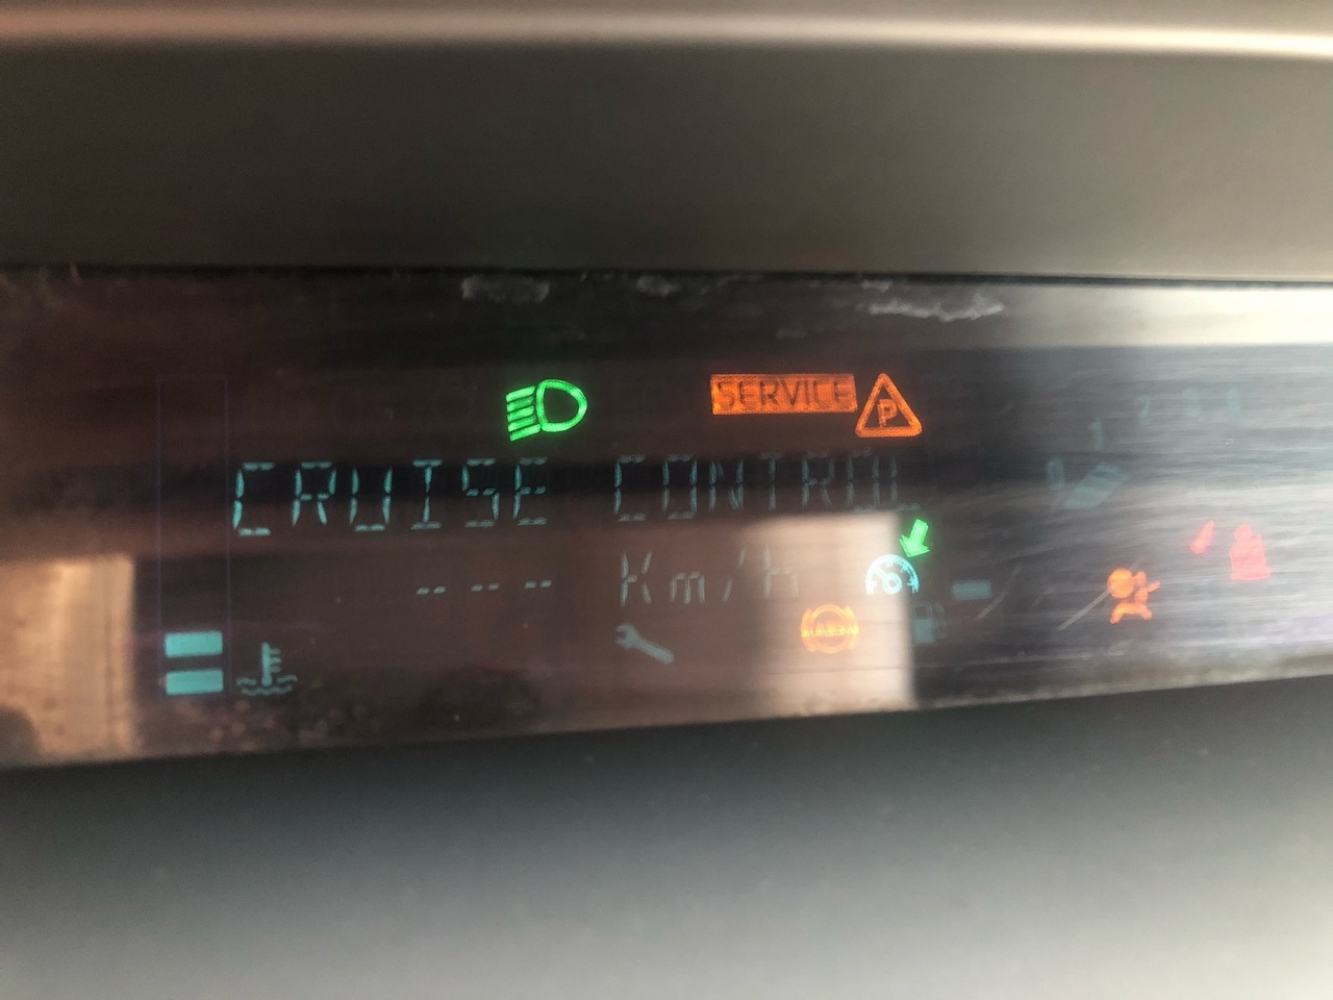 SERVICE P
CRUISE CONTROL
--- Km/h